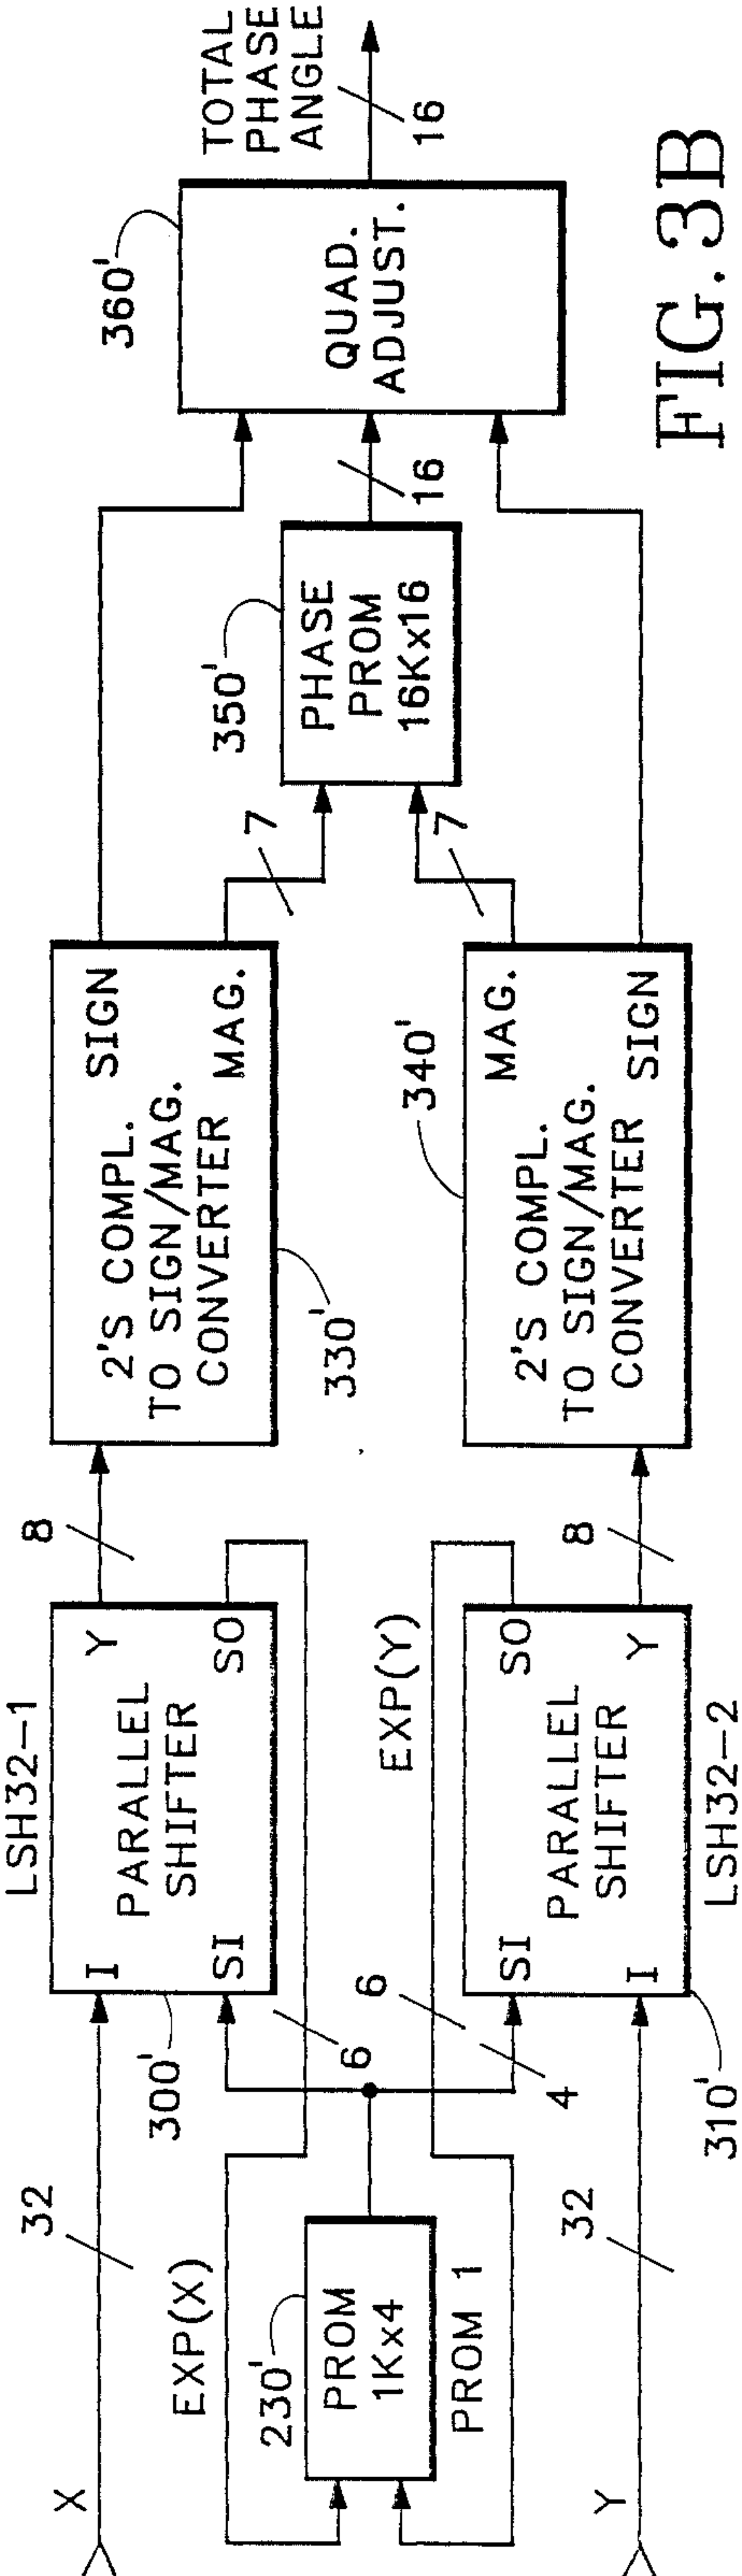 X
32
LSH32-1
I
Y
PARALLEL
SHIFTER
SI
SO
300'
8
2'S COMPL.
TO SIGN/MAG.
CONVERTER
SIGN
MAG.
330'
EXP(X)
230'
PROM
1Kx4
PROM 1
6
6
4
EXP(Y)
7
7
350'
PHASE
PROM
16Kx16
16
360'
QUAD.
ADJUST.
TOTAL
PHASE
ANGLE
16
Y
32
310'
SI
SO
PARALLEL
SHIFTER
I
Y
LSH32-2
8
340'
2'S COMPL.
TO SIGN/MAG.
CONVERTER
MAG.
SIGN
FIG. 3B